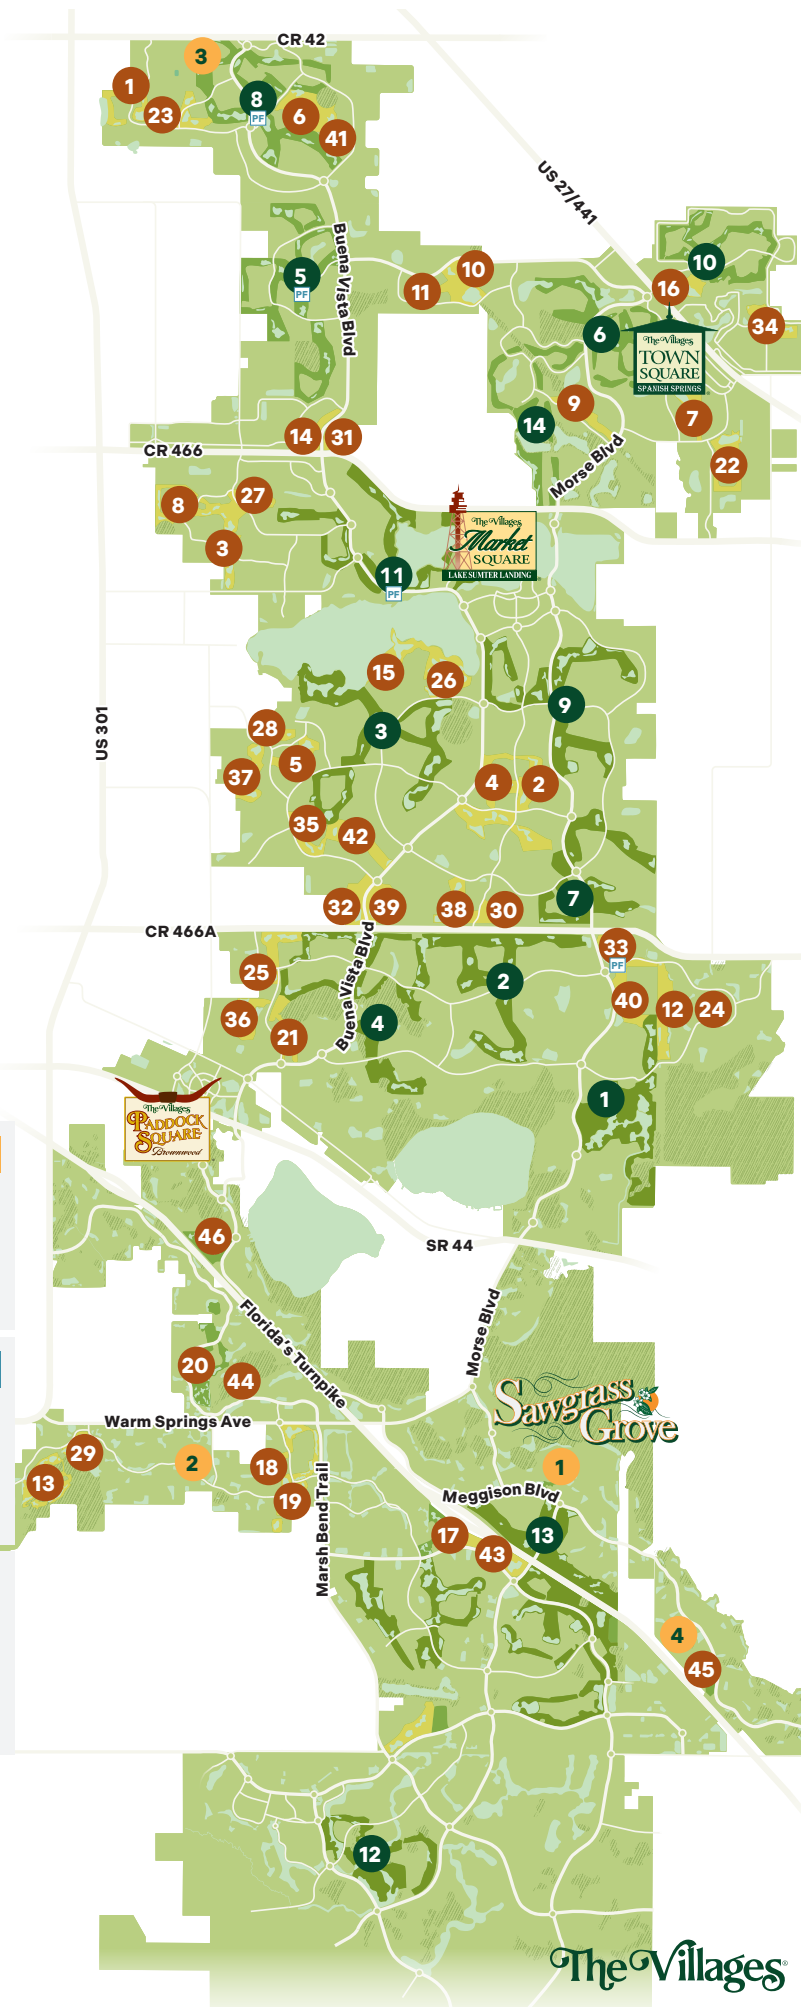 CR 42
3
1
8
PF
6
23
41
US 27/441
Buena Vista Blvd
10
5
PF
10
11
16
34
6
The Villages
TOWN
SQUARE
SPANISH SPRINGS
9
7
14
14
31
CR 466
Morse Blvd
22
27
8
3
The Villages
Market
SQUARE
LAKE SUMTER LANDING
11
PF
15
26
9
US 301
28
3
5
37
4
2
35
42
32
39
38
30
7
CR 466A
33
PF
25
Buena Vista Blvd
2
40
12
24
36
4
21
1
The Villages
PADDOCK
SQUARE
Brownwood
46
SR 44
Florida's Turnpike
Morse Blvd
20
44
Sawgrass
Grove
Warm Springs Ave
29
2
18
1
13
19
Marsh Bend Trail
Meggison Blvd
17
13
43
4
45
12
The Villages®